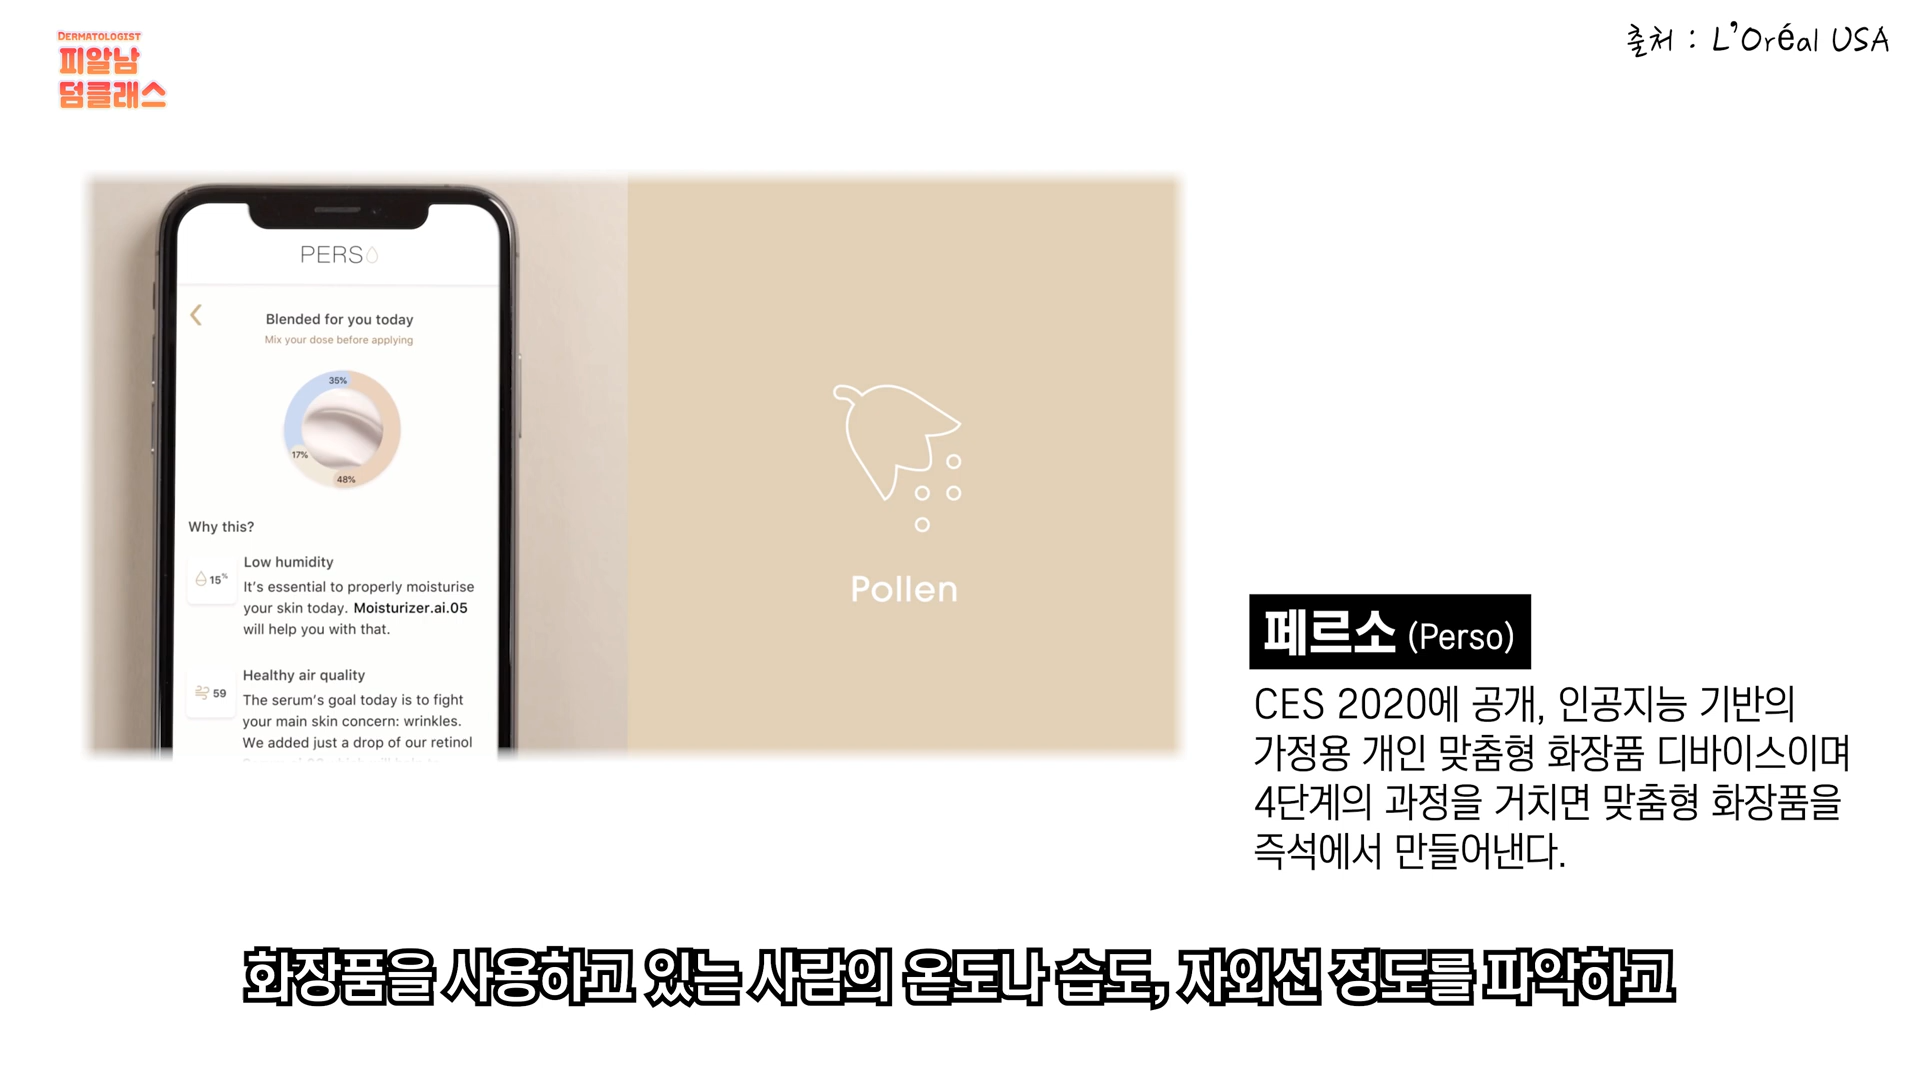 DERMATOLOGIST
피알남
덤클래스
출처 : L'Oréal USA
PERSO
Blended for you today
Mix your dose before applying
35%
17%
48%
Why this?
15%
Low humidity
It's essential to properly moisturise
your skin today. Moisturizer.ai.05
will help you with that.
59
Healthy air quality
The serum's goal today is to fight
your main skin concern: wrinkles.
We added just a drop of our retinol
Pollen
페르소 (Perso)
CES 2020에 공개, 인공지능 기반의
가정용 개인 맞춤형 화장품 디바이스이며
4단계의 과정을 거치면 맞춤형 화장품을
즉석에서 만들어낸다.
화장품을 사용하고 있는 사람의 온도나 습도, 자외선 정도를 파악하고